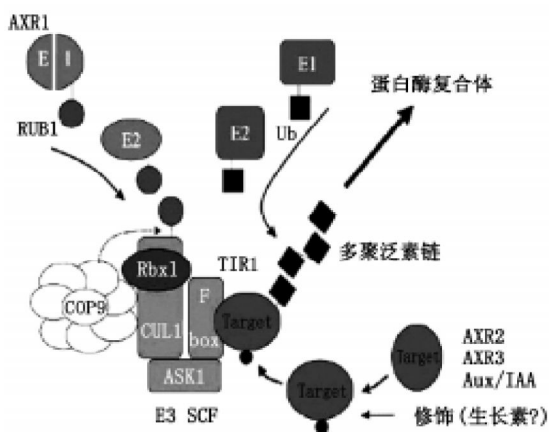 AXR1
E 1
E1
蛋白酶复合体
RUB1
E2
E2
Ub
多聚泛素链
Rbx1
TIR1
COP9
F
box
CUL1
Target
ASK1
E3 SCF
Target
Target
AXR2
AXR3
Aux/IAA
修饰(生长素?)